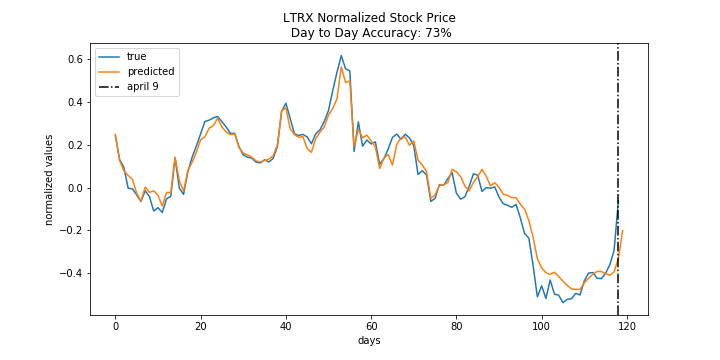 LTRX Normalized Stock Price
Day to Day Accuracy: 73%
true
predicted
april 9
normalized values
0.6
0.4
0.2
0.0
−0.2
−0.4
0
20
40
60
80
100
120
days